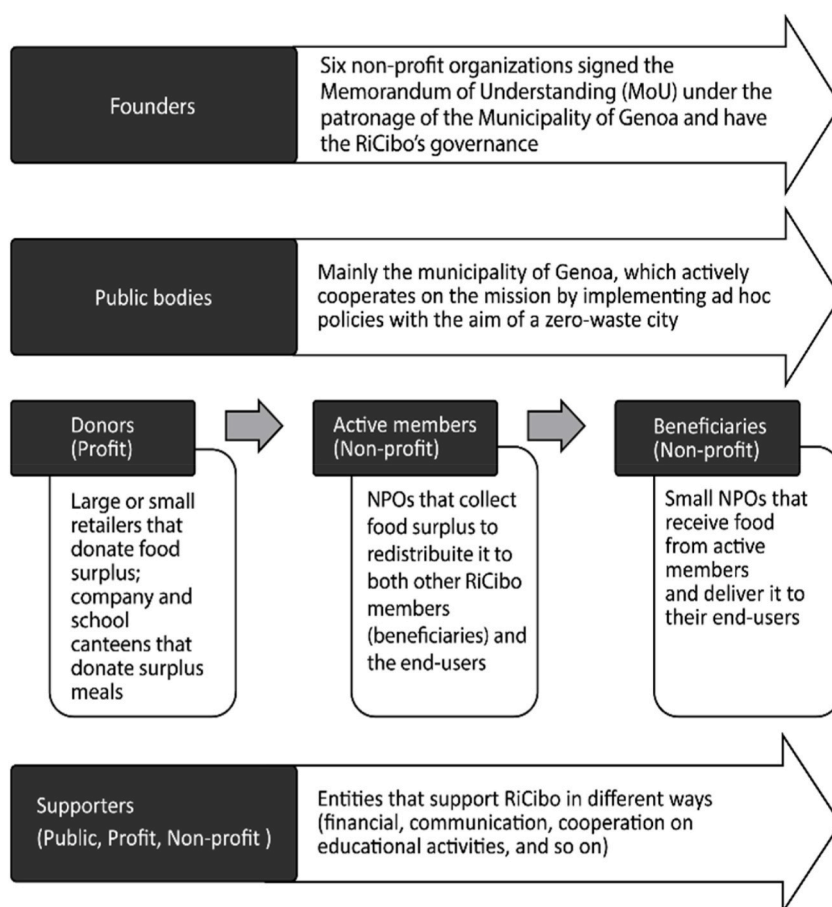 Founders
Six non-profit organizations signed the
Memorandum of Understanding (MoU) under the
patronage of the Municipality of Genoa and have
the RiCibo’s governance
Public bodies
Mainly the municipality of Genoa, which actively
cooperates on the mission by implementing ad hoc
policies with the aim of a zero-waste city
Donors
(Profit)
Large or small
retailers that
donate food
surplus;
company and
school
canteens that
donate surplus
meals
Active members
(Non-profit)
NPOs that collect
food surplus to
redistribuite it to
both other RiCibo
members
(beneficiaries) and
the end-users
Beneficiaries
(Non-profit)
Small NPOs that
receive food
from active
members
and deliver it to
their end-users
Supporters
(Public, Profit, Non-profit )
Entities that support RiCibo in different ways
(financial, communication, cooperation on
educational activities, and so on)